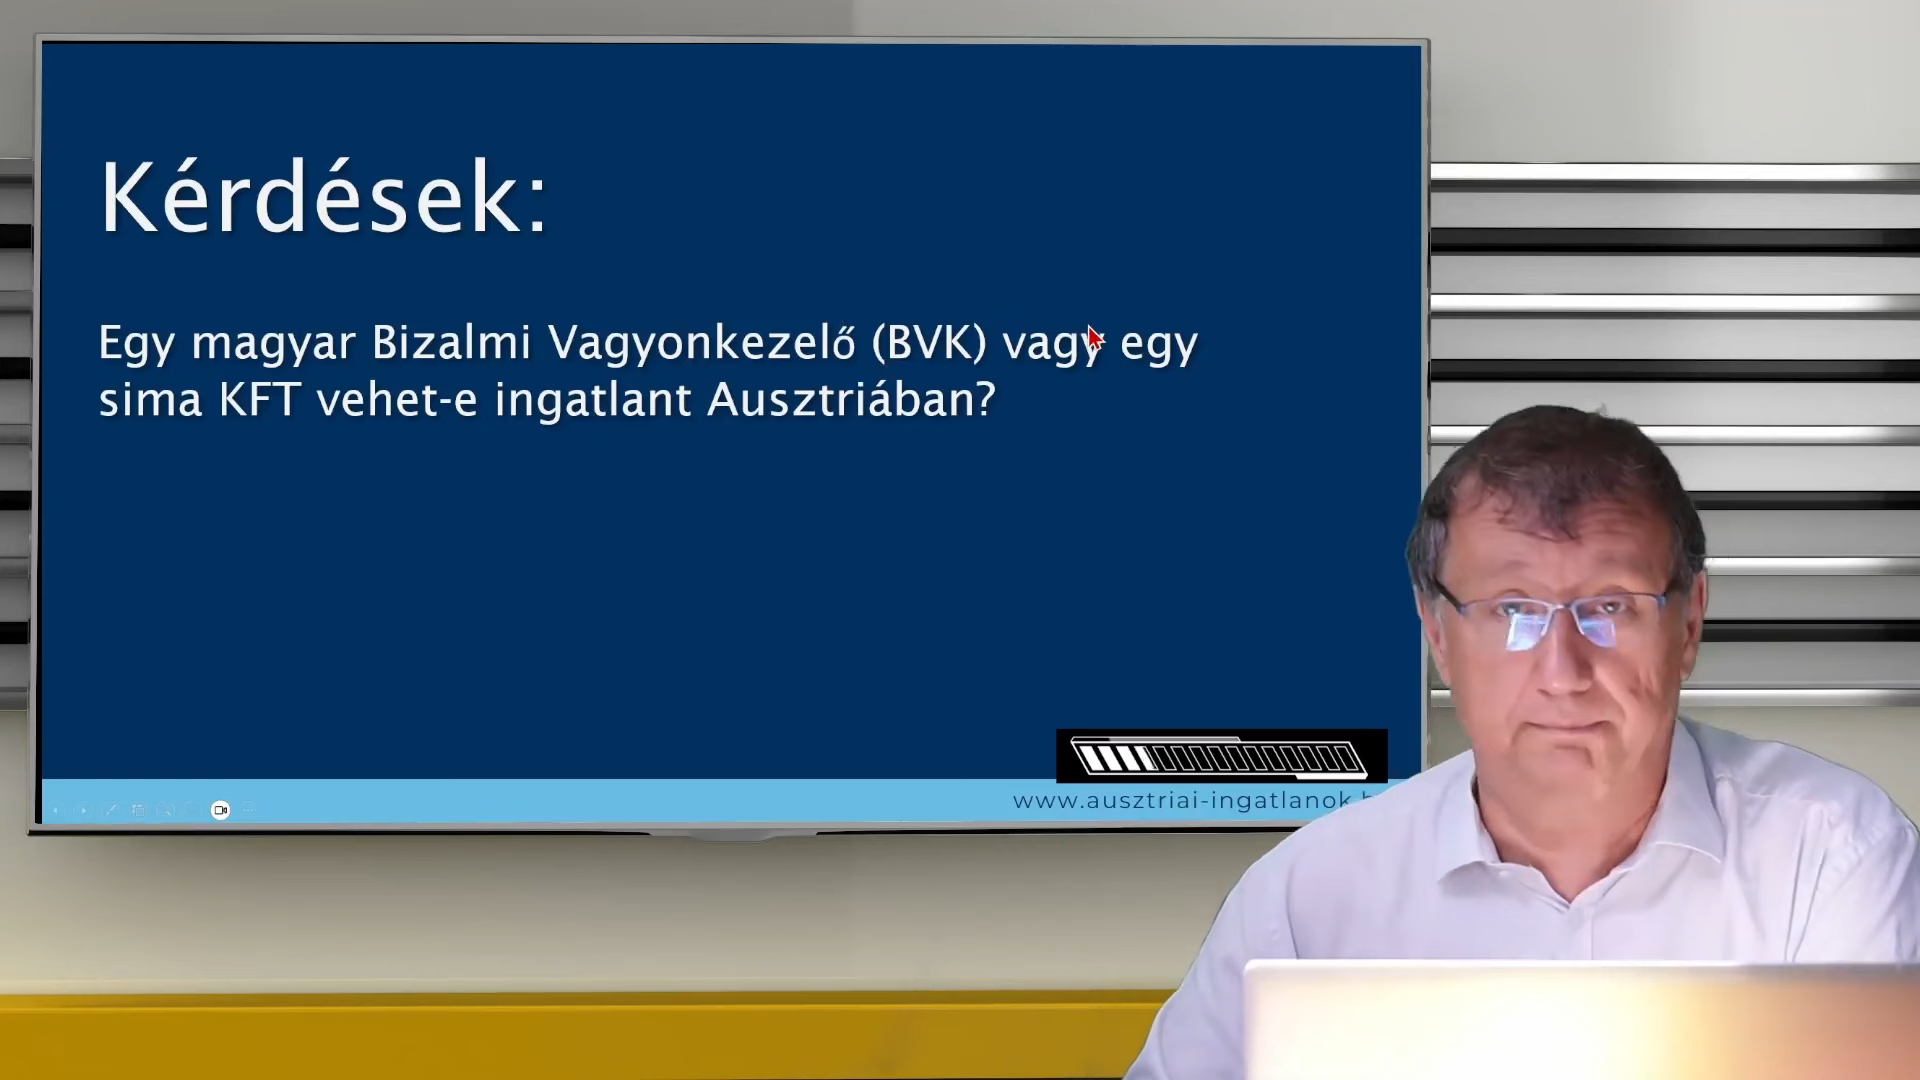 Kérdések:
Egy magyar Bizalmi Vagyonkezelő (BVK) vagy egy
sima KFT vehet-e ingatlant Ausztriában?
www.ausztriai-ingatlanok.